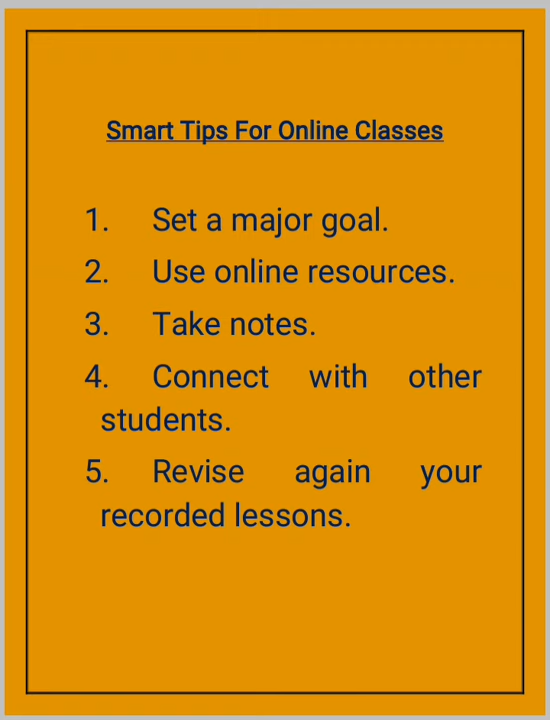 Smart Tips For Online Classes
1. Set a major goal.
2. Use online resources.
3. Take notes.
4. Connect with other
students.
5. Revise again your
recorded lessons.